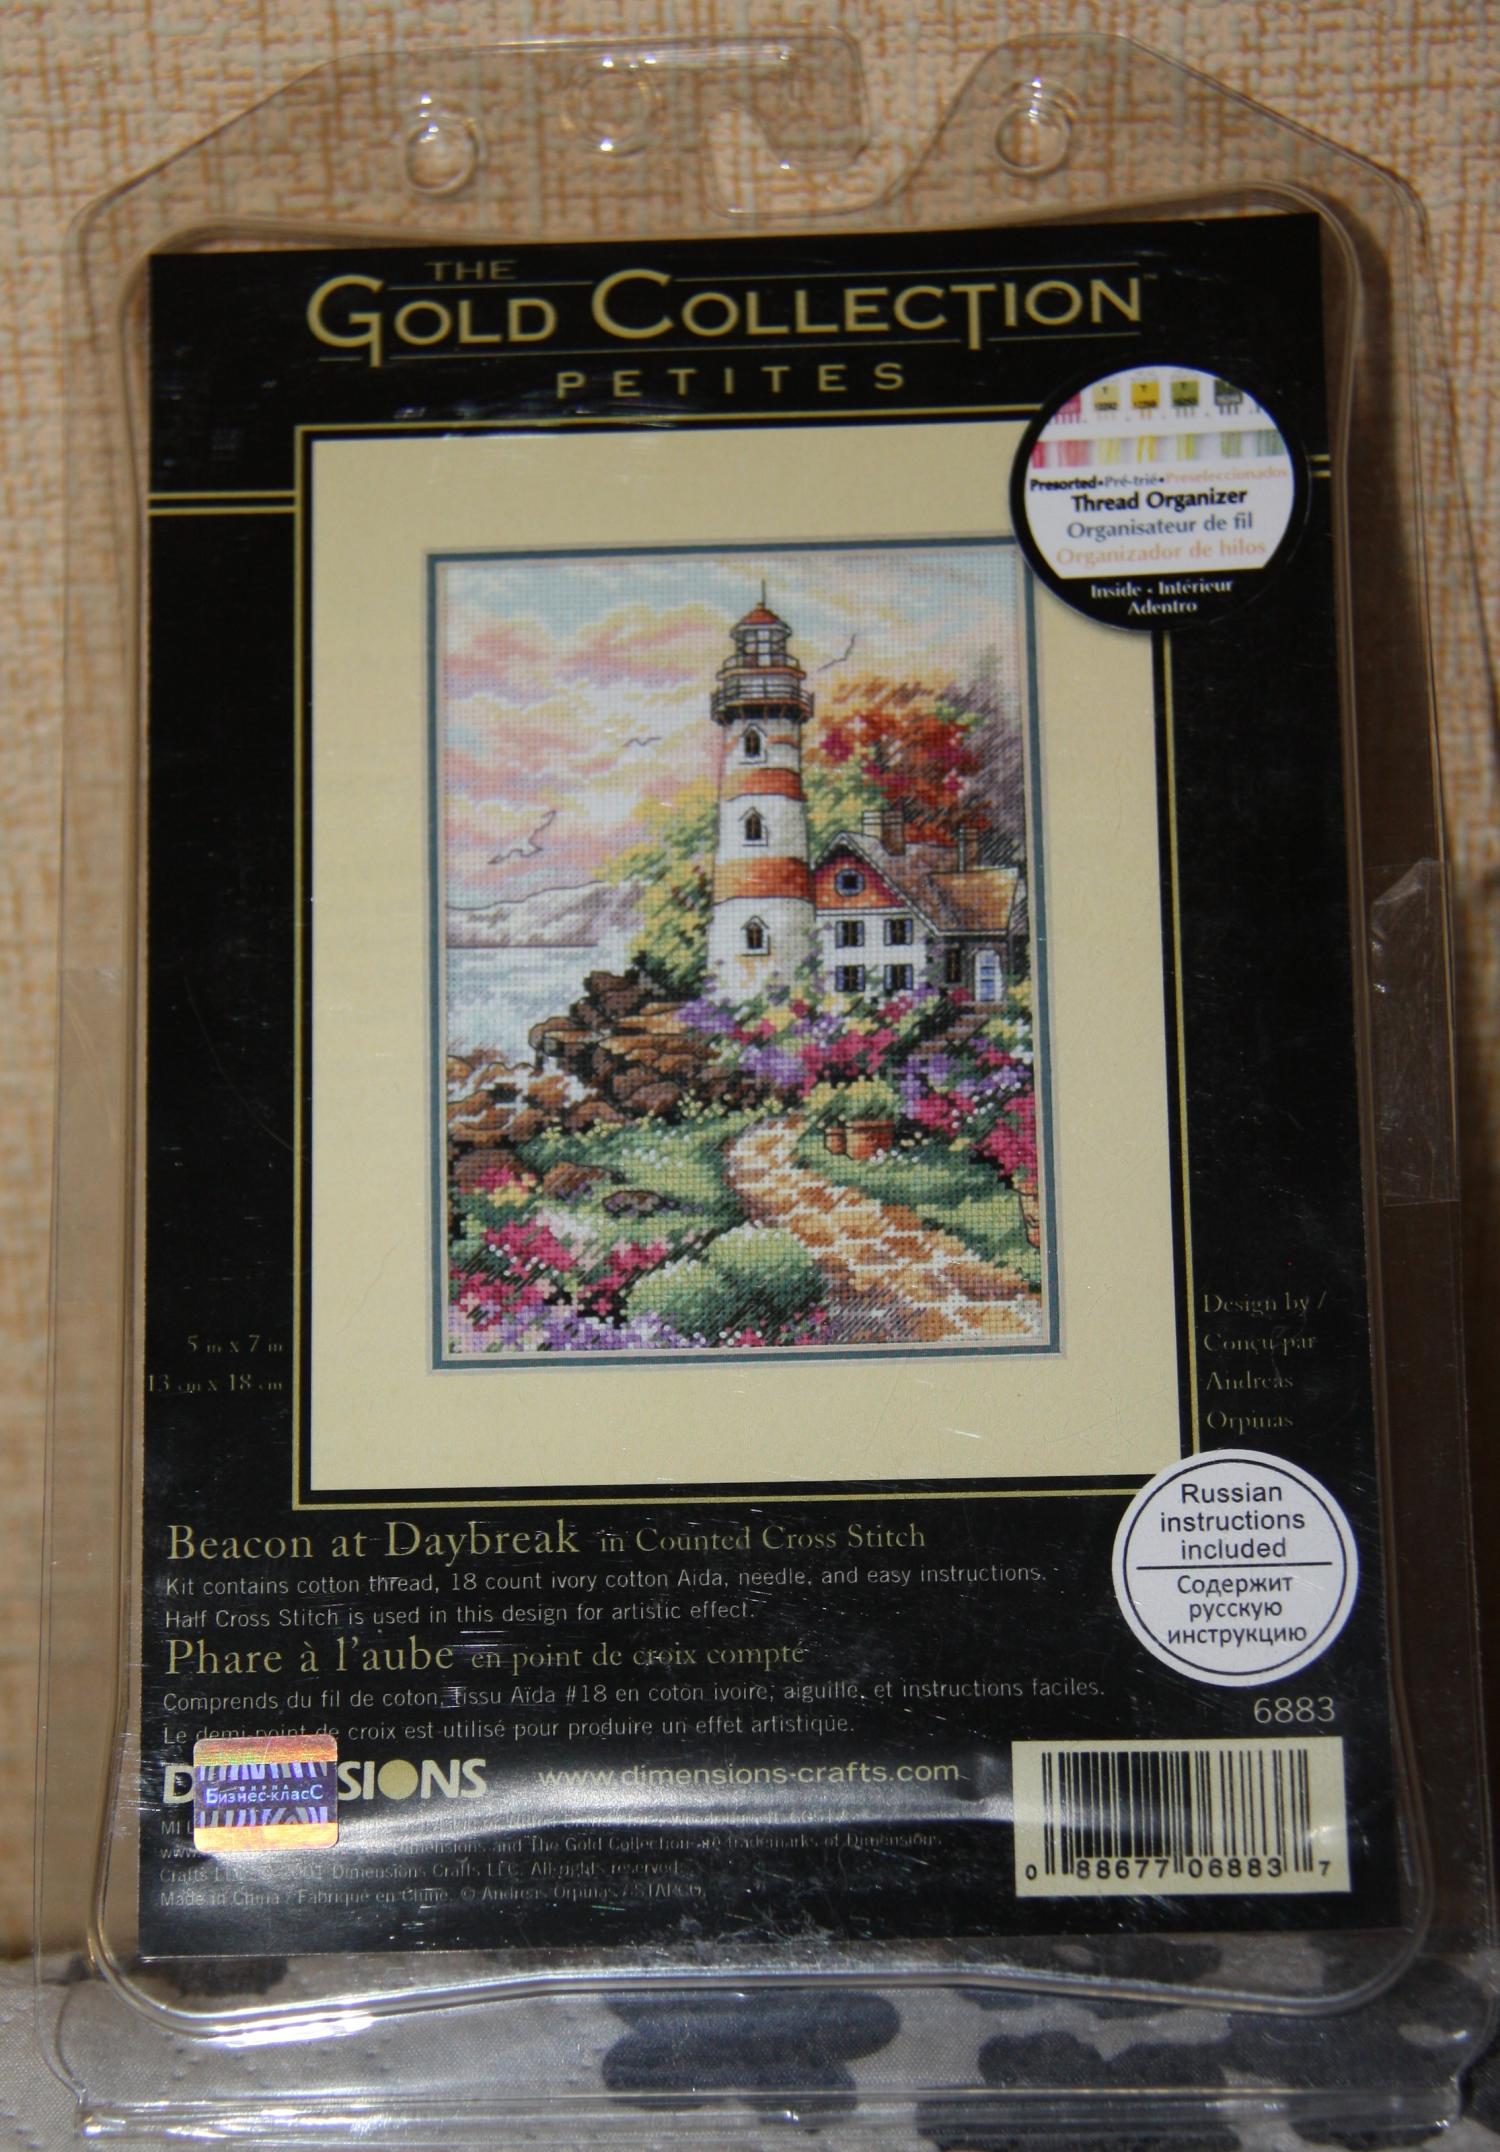 THE
GOLD COLLECTION™
PETITES
Presorted•Pré-trié•Preseleccionados
Thread Organizer
Organisateur de fil
Organizador de hilos
Inside • Intérieur
Adentro
5 in x 7 in
13 cm x 18 cm
Design by /
Conçu par
Andreas
Orpinas
Russian
instructions
included
Содержит
русскую
инструкцию
Beacon at Daybreak in Counted Cross Stitch
Kit contains cotton thread, 18 count ivory cotton Aida, needle, and easy instructions.
Half Cross Stitch is used in this design for artistic effect.
Phare à l'aube en point de croix compté
Comprends du fil de coton, tissu Aïda #18 en coton ivoire, aiguille, et instructions faciles.
Le demi-point de croix est utilisé pour produire un effet artistique.
6883
D SIONS www.dimensions-crafts.com
ФИРМА
Бизнес-класС
Dimensions and The Gold Collection are trademarks of Dimensions
Crafts LLC. 2001 Dimensions Crafts LLC. All rights reserved.
Made in China / Fabriqué en Chine. © Andreas Orpinas / STARCO.
0 88677 06883 7